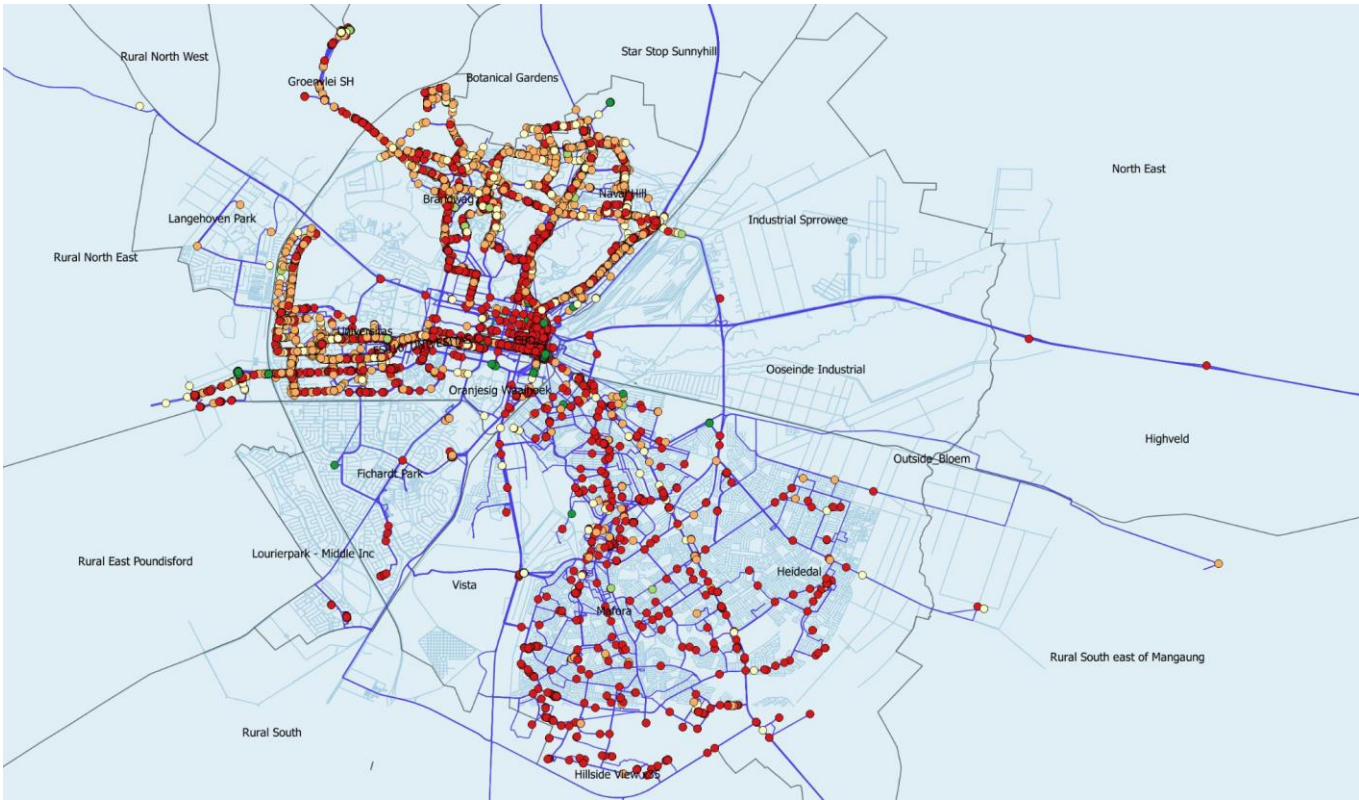 Star Stop Sunnyhill
Rural North West
Botanical Gardens
Groenvlei SH
North East
Brandwag
Naval Hill
Langehoven Park
Industrial Sprrowee
Rural North East
Universitas
Oranjesig Waaihoek
Ooseinde Industrial
Highveld
Outside_Bloem
Fichardt Park
Lourierpark - Middle Inc
Rural East Poundisford
Vista
Heidedal
Mafora
Rural South east of Mangaung
Rural South
Hillside View